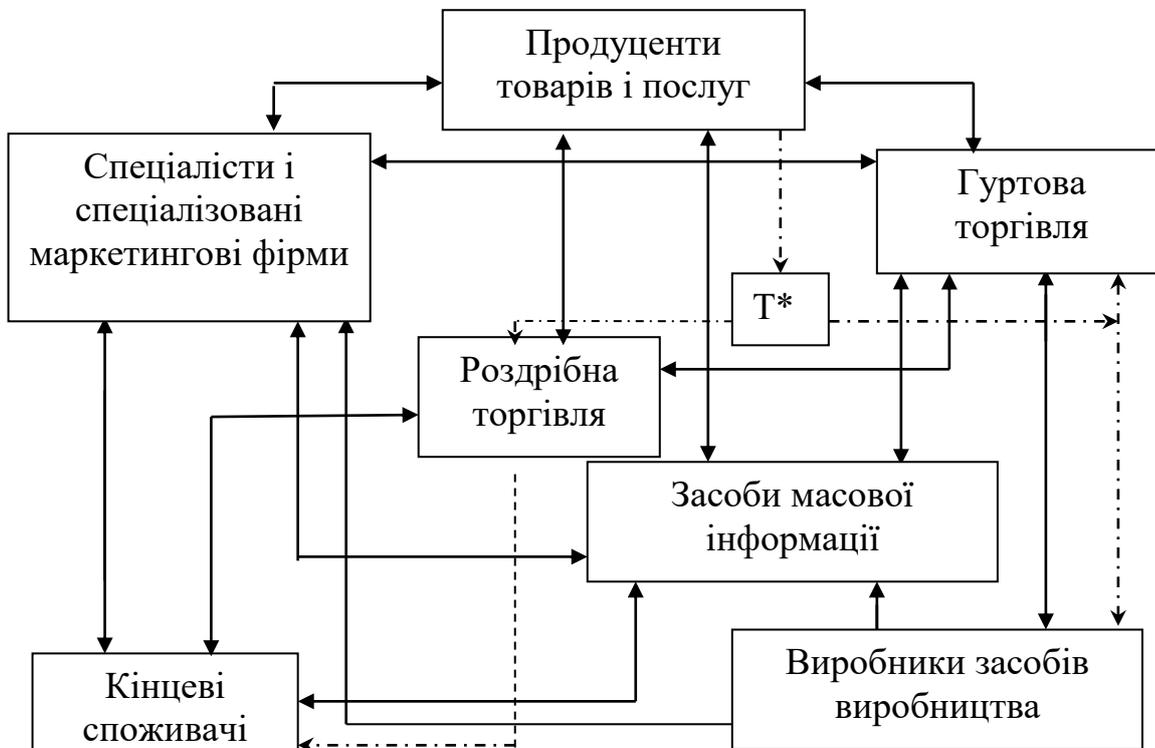 Продуценти
товарів і послуг
Спеціалісти і
спеціалізовані
маркетингові фірми
Гуртова
торгівля
Т*
Роздрібна
торгівля
Засоби масової
інформації
Кінцеві
споживачі
Виробники засобів
виробництва